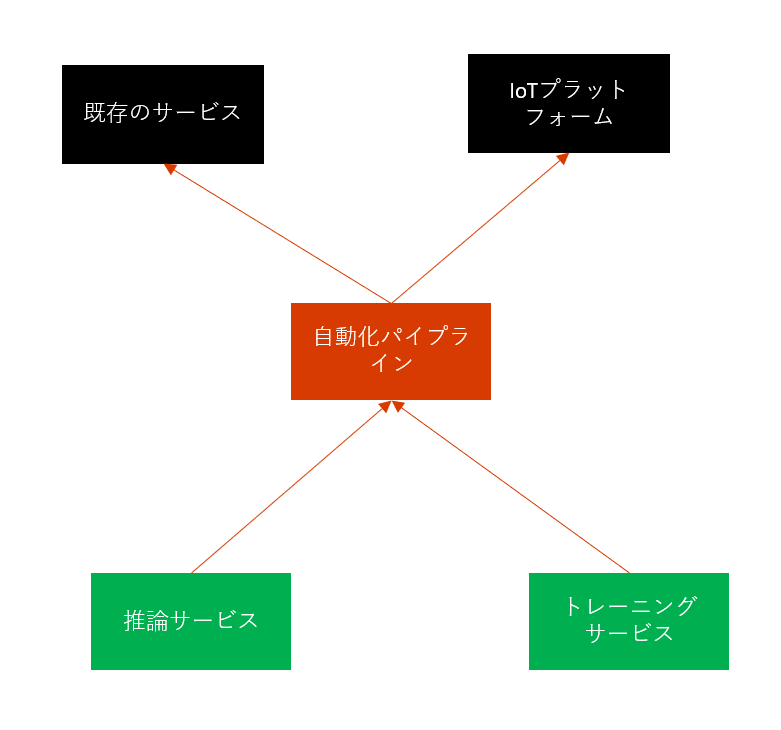 既存のサービス
IoTプラット
フォーム
自動化パイプラ
イン
推論サービス
トレーニング
サービス